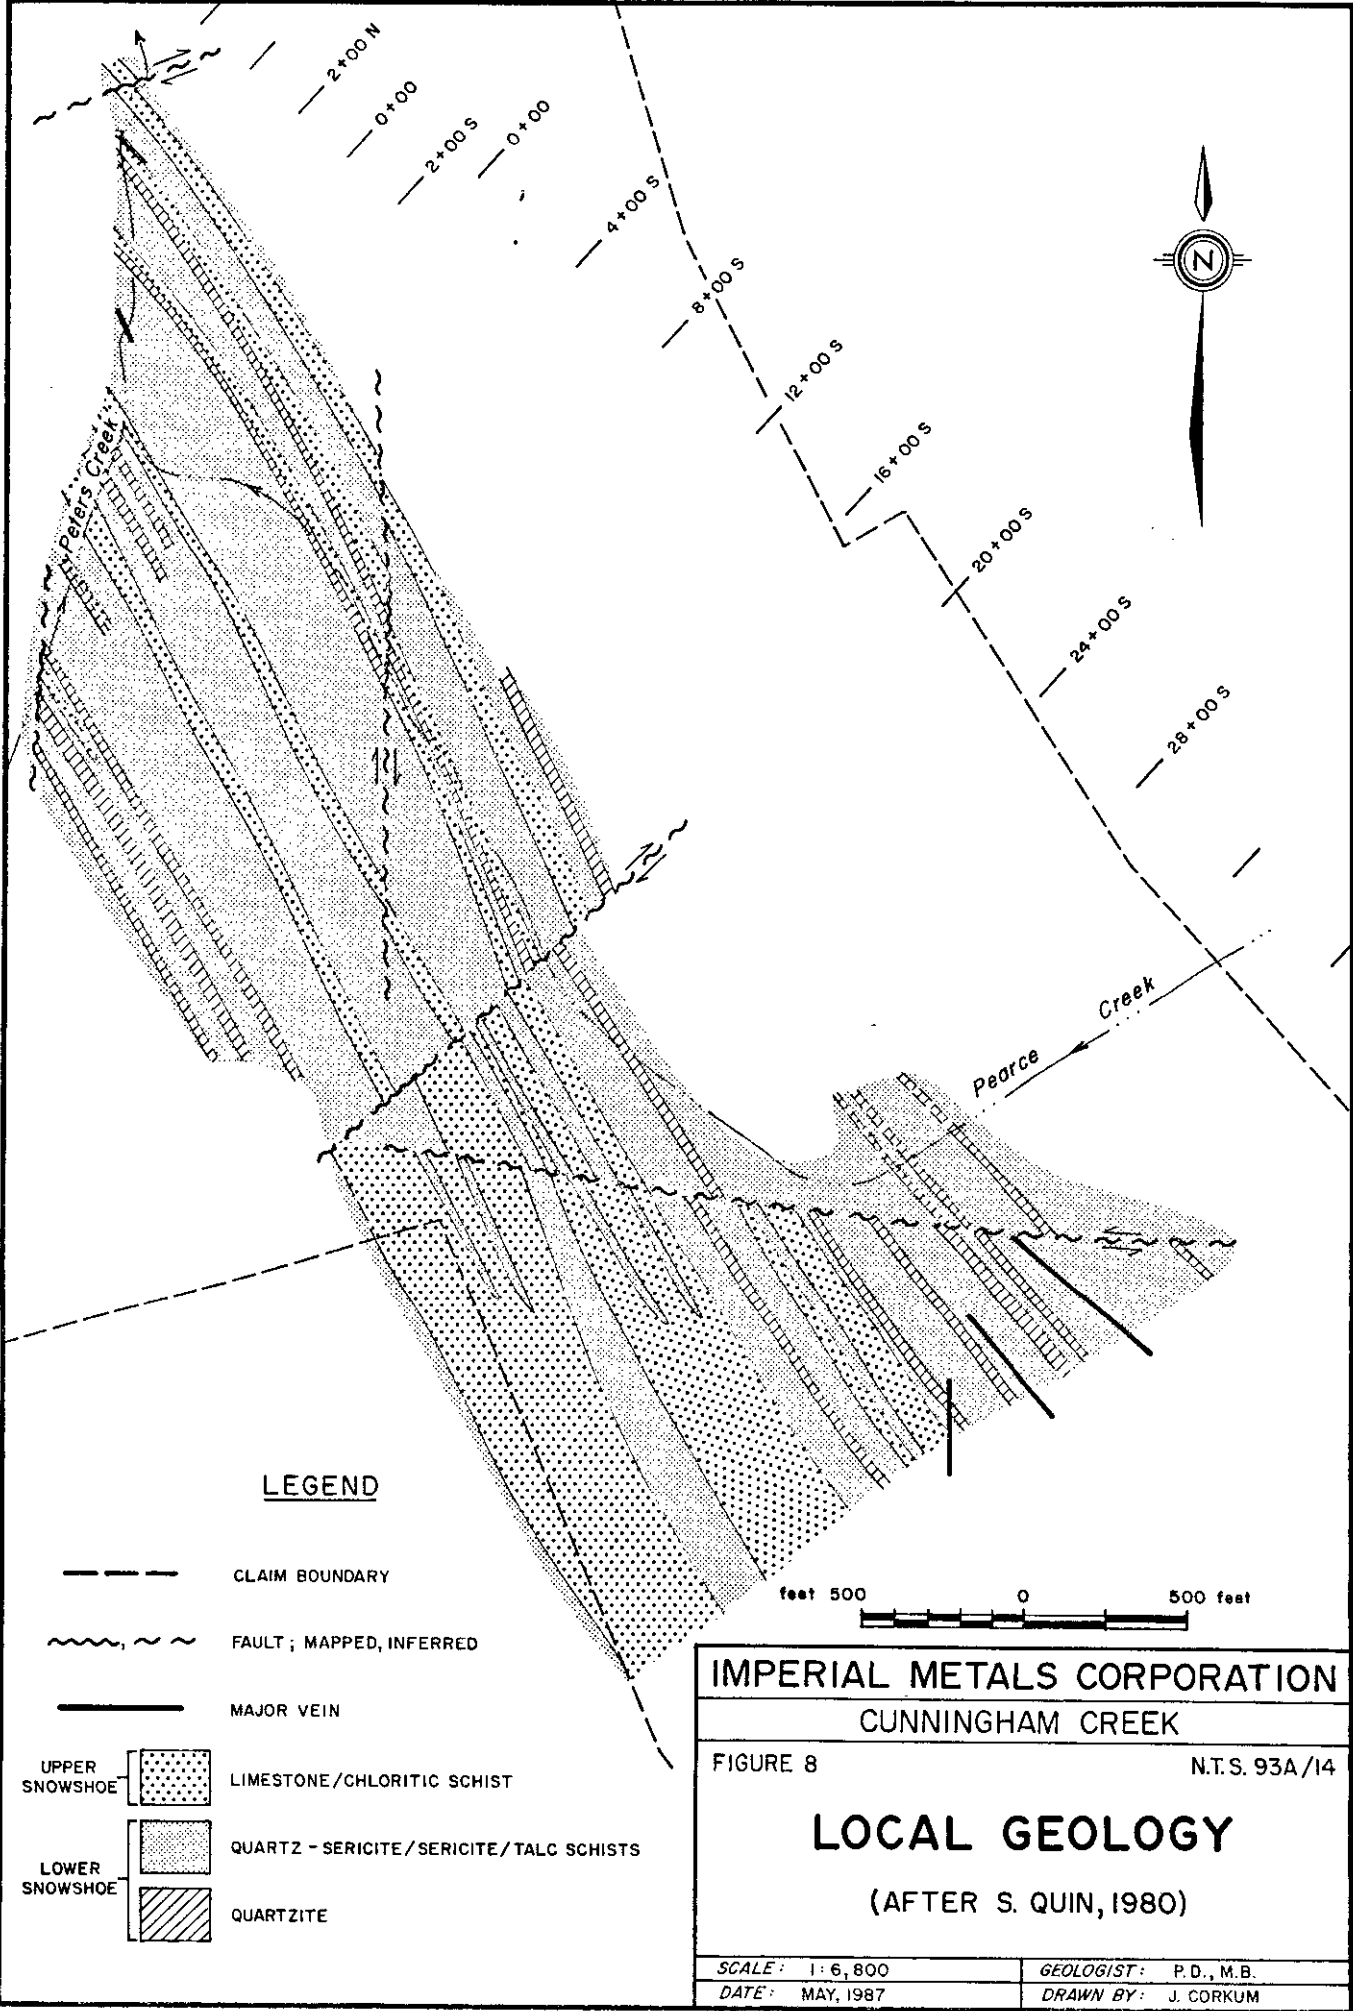 2+00 N
0+00
2+00 S
0+00
4+00 S
8+00 S
12+00 S
16+00 S
20+00 S
24+00 S
28+00 S
N
Peters Creek
Pearce Creek
LEGEND
CLAIM BOUNDARY
FAULT; MAPPED, INFERRED
MAJOR VEIN
UPPER
SNOWSHOE
LIMESTONE/CHLORITIC SCHIST
LOWER
SNOWSHOE
QUARTZ-SERICITE/SERICITE/TALC SCHISTS
QUARTZITE
feet 500 0 500 feet
IMPERIAL METALS CORPORATION
CUNNINGHAM CREEK
FIGURE 8 N.T.S. 93A/14
LOCAL GEOLOGY
(AFTER S. QUIN, 1980)
SCALE: 1:6,800 GEOLOGIST: P.D., M.B.
DATE: MAY, 1987 DRAWN BY: J. CORKUM